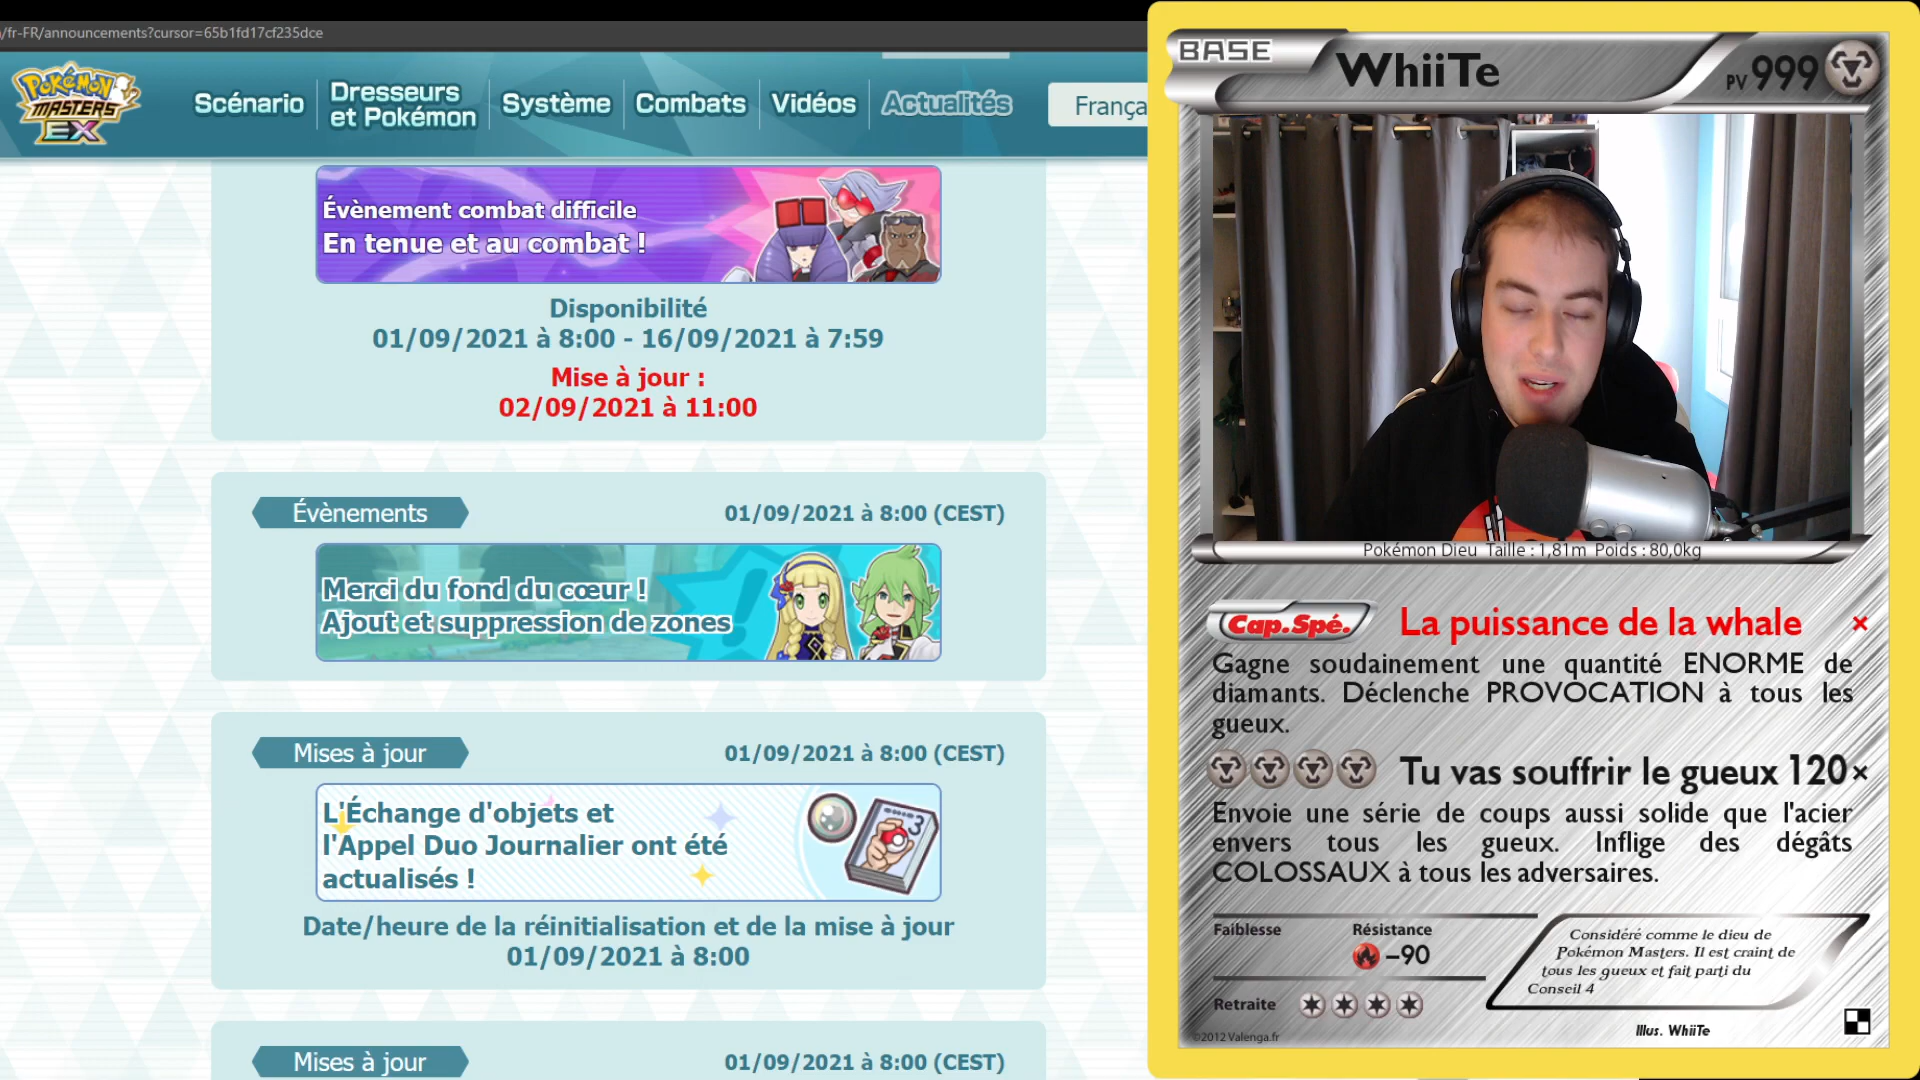 /fr-FR/announcements?cursor=65b1fd17cf235dce
POKÉMON
MASTERS
EX
Scénario
Dresseurs
et Pokémon
Système
Combats
Vidéos
Actualités
França
Évènement combat difficile
En tenue et au combat !
Disponibilité
01/09/2021 à 8:00 - 16/09/2021 à 7:59
Mise à jour :
02/09/2021 à 11:00
Évènements
01/09/2021 à 8:00 (CEST)
Merci du fond du cœur !
Ajout et suppression de zones
Mises à jour
01/09/2021 à 8:00 (CEST)
L'Échange d'objets et
l'Appel Duo Journalier ont été
actualisés !
3
Date/heure de la réinitialisation et de la mise à jour
01/09/2021 à 8:00
Mises à jour
01/09/2021 à 8:00 (CEST)
BASE
WhiiTe
PV 999
Pokémon Dieu Taille : 1,81m Poids : 80,0kg
Cap.Spé. La puissance de la whale ×
Gagne soudainement une quantité ENORME de
diamants. Déclenche PROVOCATION à tous les
gueux.
Tu vas souffrir le gueux 120×
Envoie une série de coups aussi solide que l'acier
envers tous les gueux. Inflige des dégâts
COLOSSAUX à tous les adversaires.
Faiblesse
Résistance
-90
Retraite
Considéré comme le dieu de
Pokémon Masters. Il est craint de
tous les gueux et fait parti du
Conseil 4
Illus. WhiiTe
©2012 Valenga.fr